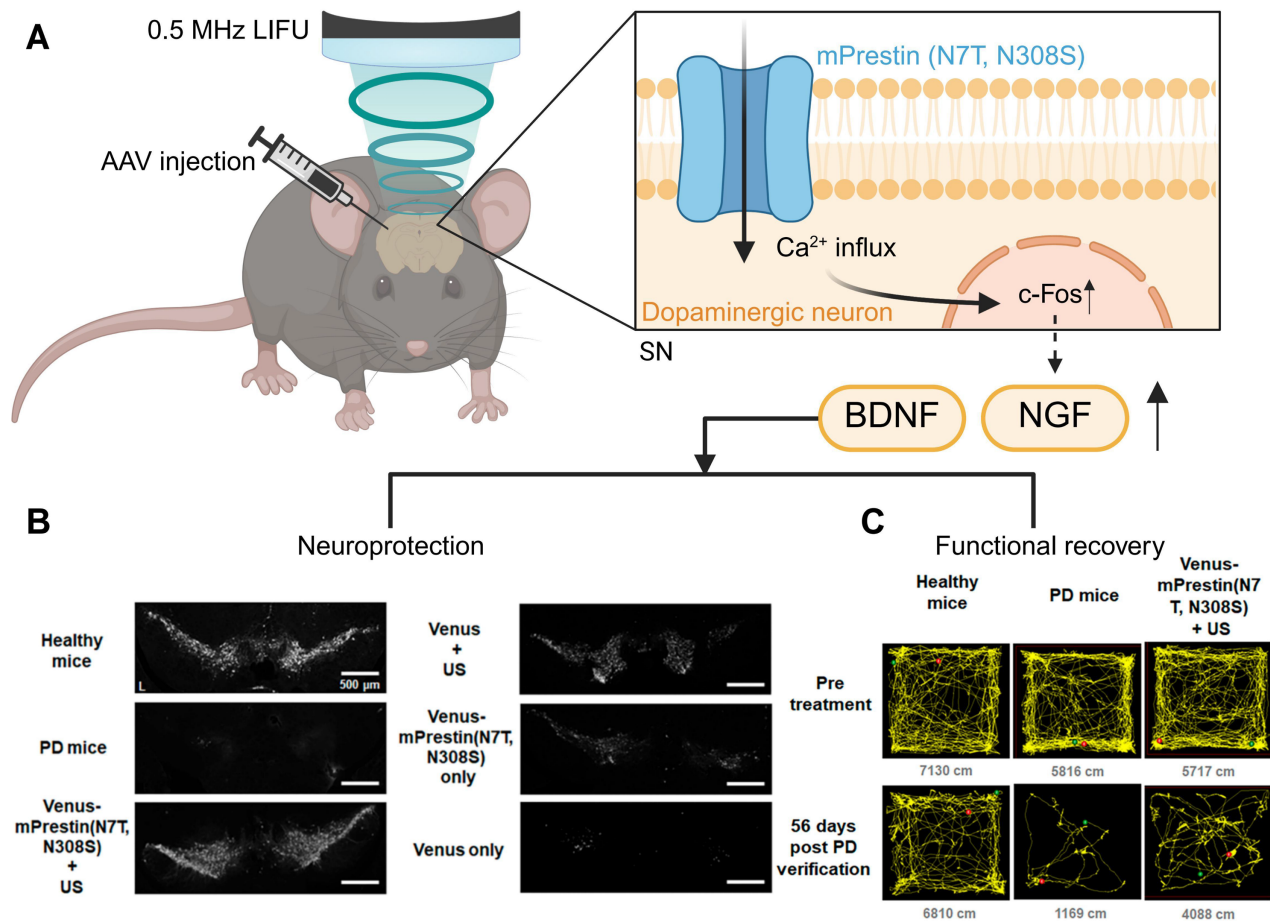 A
0.5 MHz LIFU
AAV injection
mPrestin (N7T, N308S)
Ca²⁺ influx
c-Fos↑
Dopaminergic neuron
SN
BDNF
NGF
B
Neuroprotection
Healthy
mice
L
500 µm
PD mice
Venus-
mPrestin(N7T,
N308S)
+
US
Venus
+
US
Venus-
mPrestin(N7T,
N308S)
only
Venus only
C
Functional recovery
Healthy
mice
PD mice
Venus-
mPrestin(N7
T, N308S)
+ US
Pre
treatment
7130 cm
5816 cm
5717 cm
56 days
post PD
verification
6810 cm
1169 cm
4088 cm